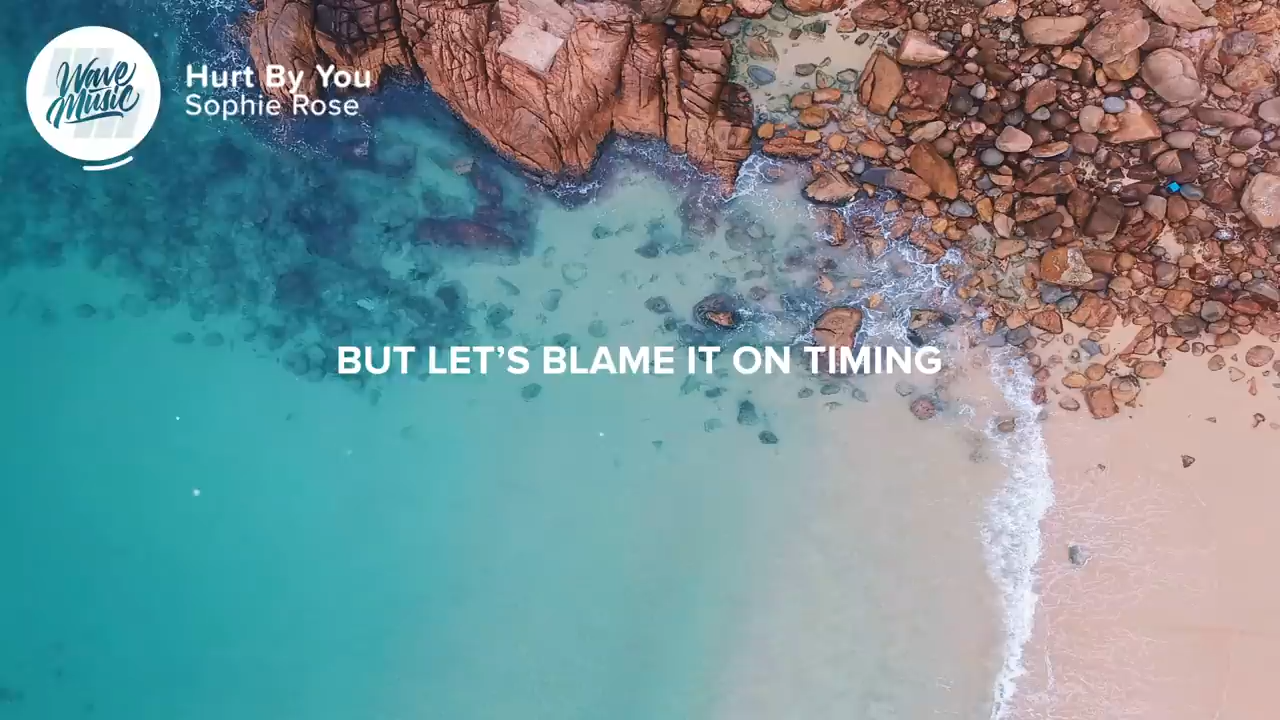 Wave
Music
Hurt By You
Sophie Rose
BUT LET’S BLAME IT ON TIMING